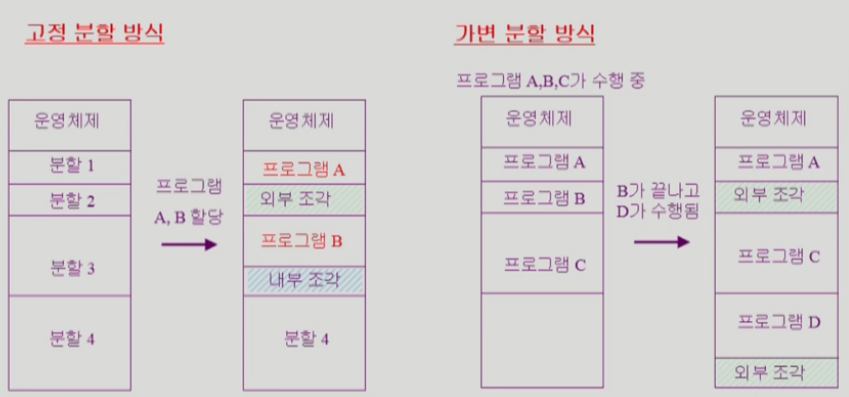 고정 분할 방식
운영체제
분할 1
분할 2
분할 3
분할 4
프로그램
A, B 할당
운영체제
프로그램 A
외부 조각
프로그램 B
내부 조각
분할 4
가변 분할 방식
프로그램 A,B,C가 수행 중
운영체제
프로그램 A
프로그램 B
프로그램 C
B가 끝나고
D가 수행됨
운영체제
프로그램 A
외부 조각
프로그램 C
프로그램 D
외부 조각